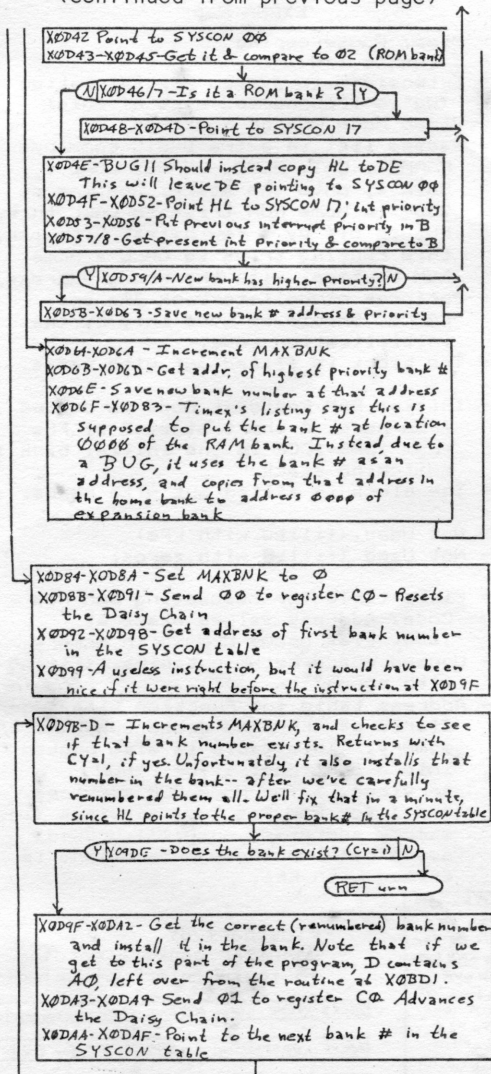 (continued from previous page)
XØD42 Point to SYSCON ØØ
XØD43-XØD45-Get it & compare to Ø2 (ROM bank)
N XØD46/7-Is it a ROM bank? Y
XØD4B-XØD4D-Point to SYSCON 17
XØD4E-BUG!! Should instead copy HL to DE
This will leave DE pointing to SYSCON ØØ
XØD4F-XØD52-Point HL to SYSCON 17; int priority
XØD53-XØD56-Put previous interrupt priority in B
XØD57/8-Get present int priority & compare to B
Y XØD59/A-New bank has higher priority? N
XØD5B-XØD63-Save new bank # address & priority
XØD64-XØD6A-Increment MAXBNK
XØD6B-XØD6D-Get addr. of highest priority bank #
XØD6E-Save new bank number at that address
XØD6F-XØD83-Timex's listing says this is
supposed to put the bank # at location
ØØØØ of the RAM bank. Instead, due to
a BUG, it uses the bank # as an
address, and copies from that address in
the home bank to address ØØØØ of
expansion bank
XØD84-XØD8A-Set MAXBNK to Ø
XØD8B-XØD91-Send ØØ to register CØ-Resets
the Daisy Chain
XØD92-XØD9B-Get address of first bank number
in the SYSCON table
XØD99-A useless instruction, but it would have been
nice if it were right before the instruction at XØD9F
XØD9B-D-Increments MAXBNK, and checks to see
if that bank number exists. Returns with
CY=1, if yes. Unfortunately, it also installs that
number in the bank--after we've carefully
renumbered them all. We'll fix that in a minute,
since HL points to the proper bank # in the SYSCON table
Y XØ9DE-Does the bank exist? (CY=1) N
RETurn
XØD9F-XØDA2-Get the correct (renumbered) bank number
and install it in the bank. Note that if we
get to this part of the program, D contains
AØ, left over from the routine at XØBD1.
XØDA3-XØDA9 Send Ø1 to register CØ. Advances
the Daisy Chain.
XØDAA-XØDAF-Point to the next bank # in the
SYSCON table